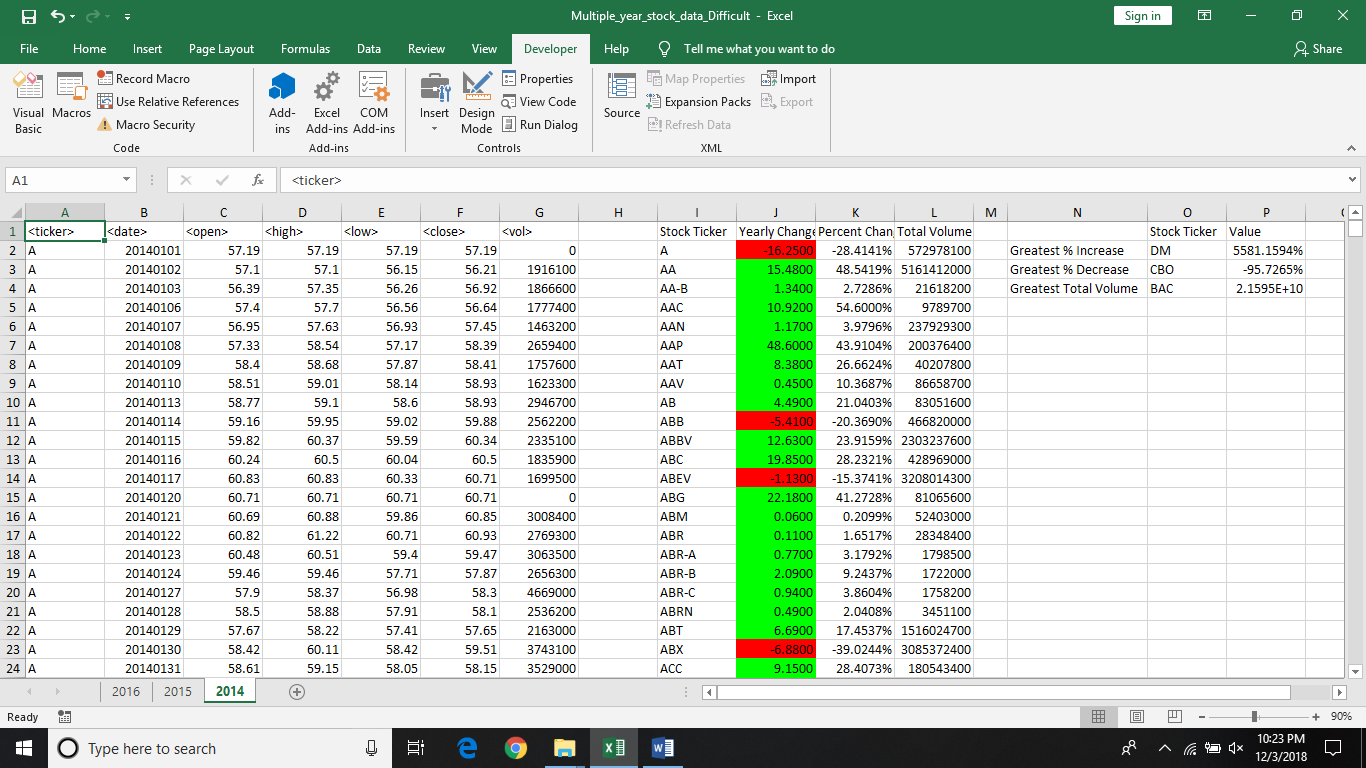 Multiple_year_stock_data_Difficult - Excel Sign in
File Home Insert Page Layout Formulas Data Review View Developer Help Tell me what you want to do Share
Visual Basic Macros Record Macro Use Relative References Macro Security Code
Add-ins Excel Add-ins COM Add-ins Add-ins
Insert Design Mode Properties View Code Run Dialog Controls
Source Map Properties Expansion Packs Refresh Data Import Export XML
A1 fx <ticker>
A B C D E F G H I J K L M N O P
1 <ticker> <date> <open> <high> <low> <close> <vol> Stock Ticker Yearly Change Percent Chan Total Volume Stock Ticker Value
2 A 20140101 57.19 57.19 57.19 57.19 0 A -16.2500 -28.4141% 572978100 Greatest % Increase DM 5581.1594%
3 A 20140102 57.1 57.1 56.15 56.21 1916100 AA 15.4800 48.5419% 5161412000 Greatest % Decrease CBO -95.7265%
4 A 20140103 56.39 57.35 56.26 56.92 1866600 AA-B 1.3400 2.7286% 21618200 Greatest Total Volume BAC 2.1595E+10
5 A 20140106 57.4 57.7 56.56 56.64 1777400 AAC 10.9200 54.6000% 9789700
6 A 20140107 56.95 57.63 56.93 57.45 1463200 AAN 1.1700 3.9796% 237929300
7 A 20140108 57.33 58.54 57.17 58.39 2659400 AAP 48.6000 43.9104% 200376400
8 A 20140109 58.4 58.68 57.87 58.41 1757600 AAT 8.3800 26.6624% 40207800
9 A 20140110 58.51 59.01 58.14 58.93 1623300 AAV 0.4500 10.3687% 86658700
10 A 20140113 58.77 59.1 58.6 58.93 2946700 AB 4.4900 21.0403% 83051600
11 A 20140114 59.16 59.95 59.02 59.88 2562200 ABB -5.4100 -20.3690% 466820000
12 A 20140115 59.82 60.37 59.59 60.34 2335100 ABBV 12.6300 23.9159% 2303237600
13 A 20140116 60.24 60.5 60.04 60.5 1835900 ABC 19.8500 28.2321% 428969000
14 A 20140117 60.83 60.83 60.33 60.71 1699500 ABEV -1.1300 -15.3741% 3208014300
15 A 20140120 60.71 60.71 60.71 60.71 0 ABG 22.1800 41.2728% 81065600
16 A 20140121 60.69 60.88 59.86 60.85 3008400 ABM 0.0600 0.2099% 52403000
17 A 20140122 60.82 61.22 60.71 60.93 2769300 ABR 0.1100 1.6517% 28348400
18 A 20140123 60.48 60.51 59.4 59.47 3063500 ABR-A 0.7700 3.1792% 1798500
19 A 20140124 59.46 59.46 57.71 57.87 2656300 ABR-B 2.0900 9.2437% 1722000
20 A 20140127 57.9 58.37 56.98 58.3 4669000 ABR-C 0.9400 3.8604% 1758200
21 A 20140128 58.5 58.88 57.91 58.1 2536200 ABRN 0.4900 2.0408% 3451100
22 A 20140129 57.67 58.22 57.41 57.65 2163000 ABT 6.6900 17.4537% 1516024700
23 A 20140130 58.42 60.11 58.42 59.51 3743100 ABX -6.8800 -39.0244% 3085372400
24 A 20140131 58.61 59.15 58.05 58.15 3529000 ACC 9.1500 28.4073% 180543400
2016 2015 2014
Ready 90%
Type here to search 10:23 PM
12/3/2018